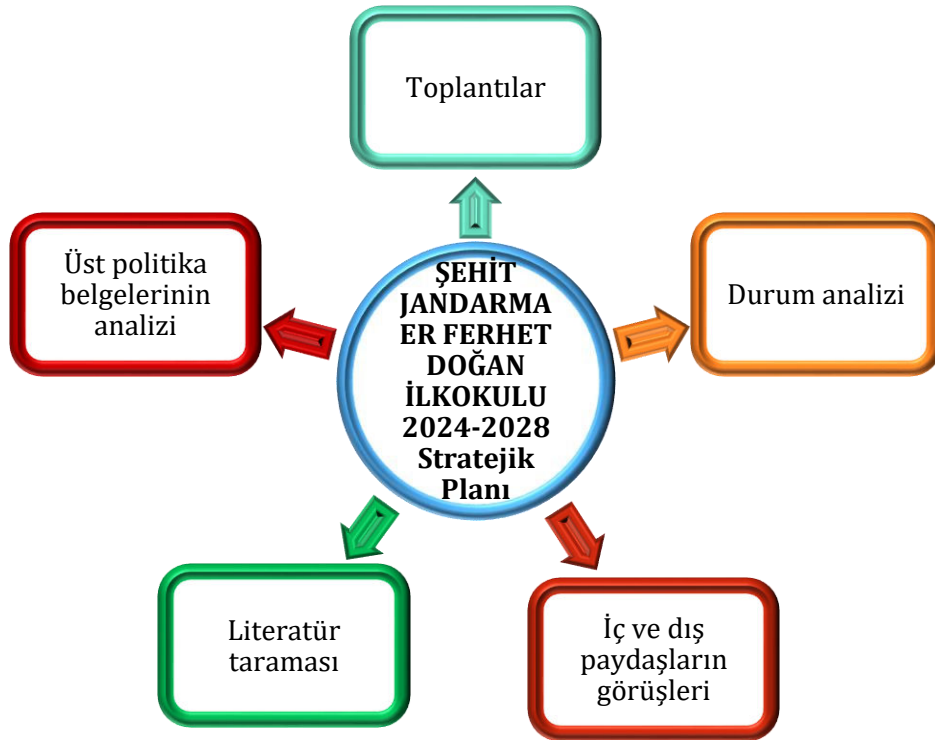 Toplantılar
Üst politika
belgelerinin
analizi
ŞEHİT
JANDARMA
ER FERHET
DOĞAN
İLKOKULU
2024-2028
Stratejik
Planı
Durum analizi
Literatür
taraması
İç ve dış
paydaşların
görüşleri